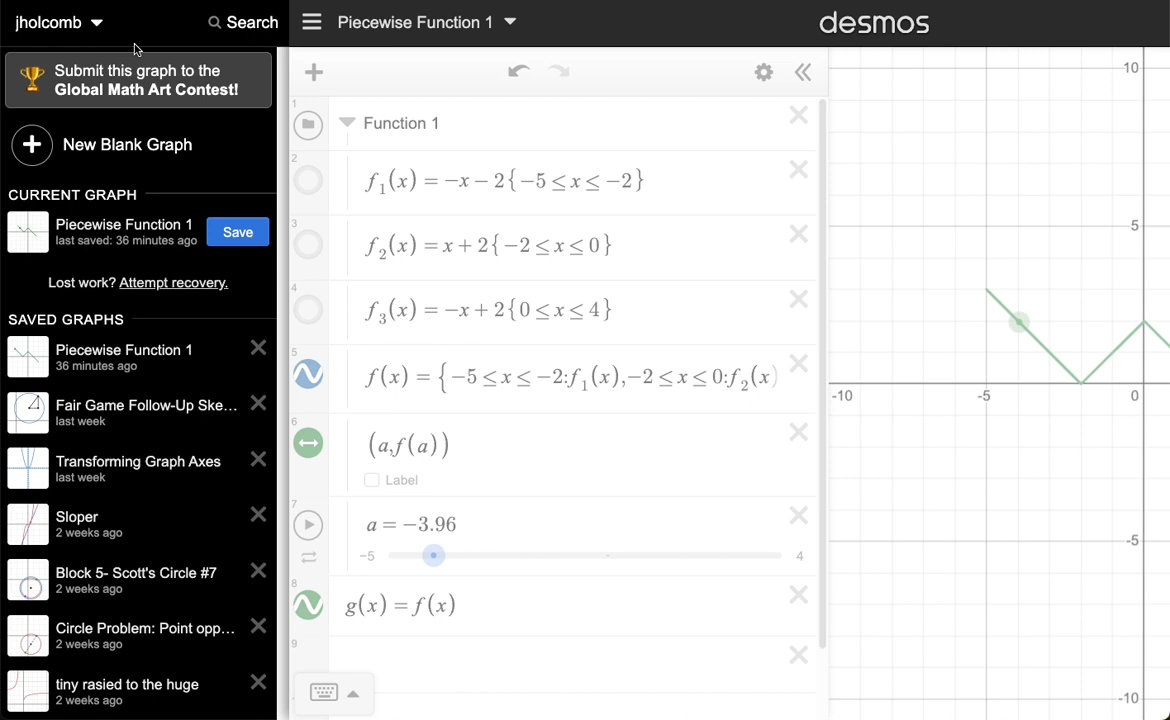 jholcomb
Search
Piecewise Function 1
desmos
Submit this graph to the
Global Math Art Contest!
New Blank Graph
CURRENT GRAPH
Piecewise Function 1
last saved: 36 minutes ago
Save
Lost work? Attempt recovery.
SAVED GRAPHS
Piecewise Function 1
36 minutes ago
Fair Game Follow-Up Ske...
last week
Transforming Graph Axes
last week
Sloper
2 weeks ago
Block 5- Scott's Circle #7
2 weeks ago
Circle Problem: Point opp...
2 weeks ago
tiny rasied to the huge
2 weeks ago
1
Function 1
2
f₁(x) = −x − 2{−5 ≤ x ≤ −2}
3
f₂(x) = x + 2{−2 ≤ x ≤ 0}
4
f₃(x) = −x + 2{0 ≤ x ≤ 4}
5
f(x) = {−5 ≤ x ≤ −2:f₁(x),−2 ≤ x ≤ 0:f₂(x)
6
(a,f(a))
Label
7
a = −3.96
−5
4
8
g(x) = f(x)
9
10
5
-10
-5
0
-5
-10